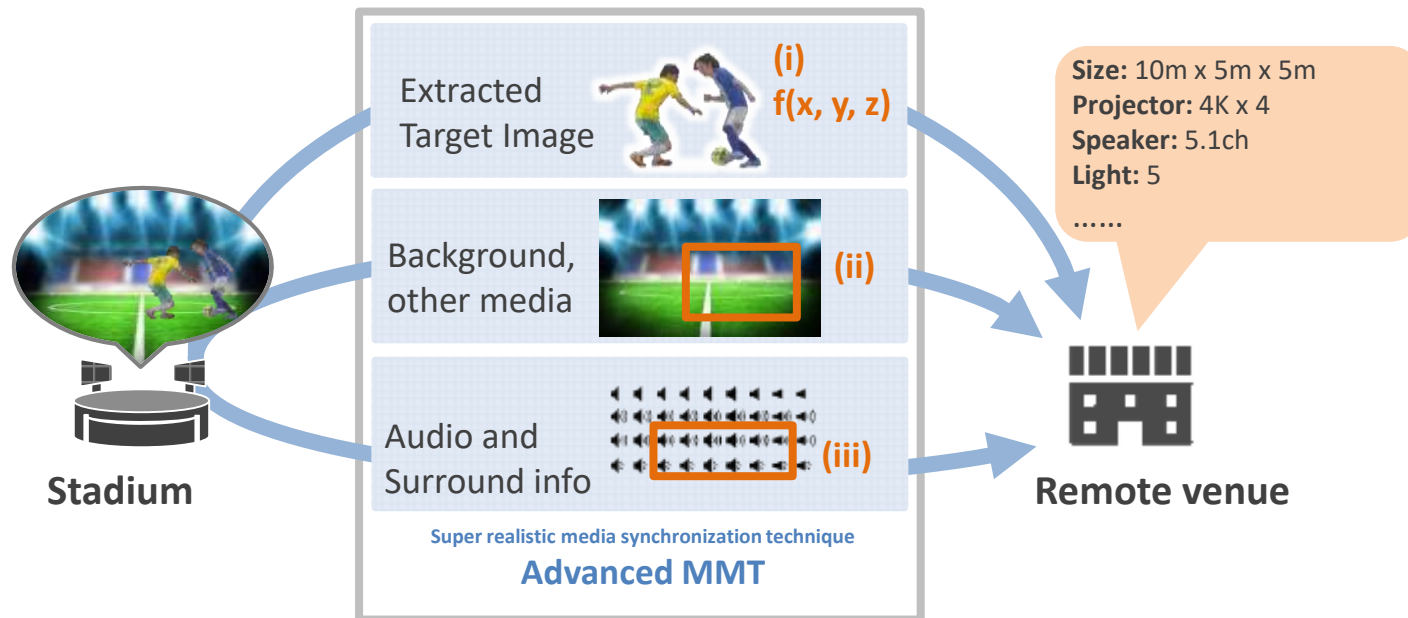 Extracted
Target Image
(i)
f(x, y, z)
Background,
other media
(ii)
Audio and
Surround info
(iii)
Super realistic media synchronization technique
Advanced MMT
Stadium
Size: 10m x 5m x 5m
Projector: 4K x 4
Speaker: 5.1ch
Light: 5
......
Remote venue